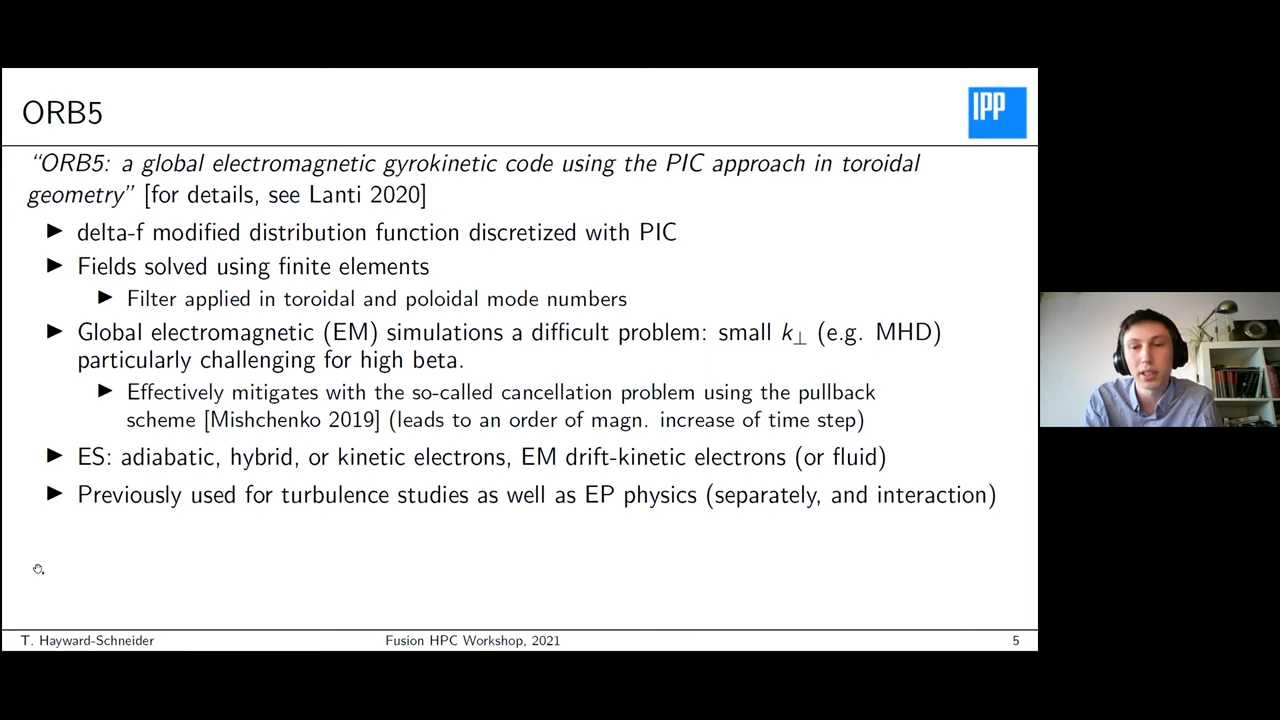 ORB5
IPP
“ORB5: a global electromagnetic gyrokinetic code using the PIC approach in toroidal
geometry” [for details, see Lanti 2020]
▶ delta-f modified distribution function discretized with PIC
▶ Fields solved using finite elements
▶ Filter applied in toroidal and poloidal mode numbers
▶ Global electromagnetic (EM) simulations a difficult problem: small k⊥ (e.g. MHD)
particularly challenging for high beta.
▶ Effectively mitigates with the so-called cancellation problem using the pullback
scheme [Mishchenko 2019] (leads to an order of magn. increase of time step)
▶ ES: adiabatic, hybrid, or kinetic electrons, EM drift-kinetic electrons (or fluid)
▶ Previously used for turbulence studies as well as EP physics (separately, and interaction)
T. Hayward-Schneider
Fusion HPC Workshop, 2021
5